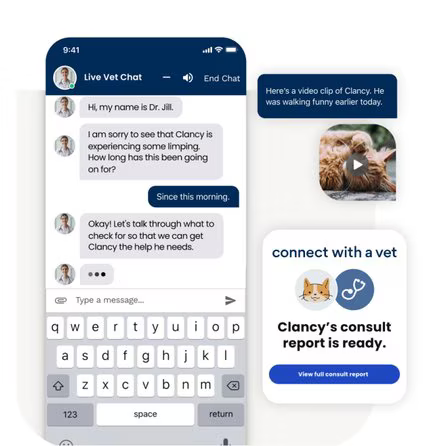 9:41
Live Vet Chat
End Chat
Hi, my name is Dr. Jill.
I am sorry to see that Clancy is
experiencing some limping.
How long has this been going
on for?
Since this morning.
Okay! Let's talk through what to
check for so that we can get
Clancy the help he needs.
Type a message...
q w e r t y u i o p
a s d f g h j k l
z x c v b n m
123 space return
Here's a video clip of Clancy. He
was walking funny earlier today.
connect with a vet
Clancy's consult
report is ready.
View full consult report